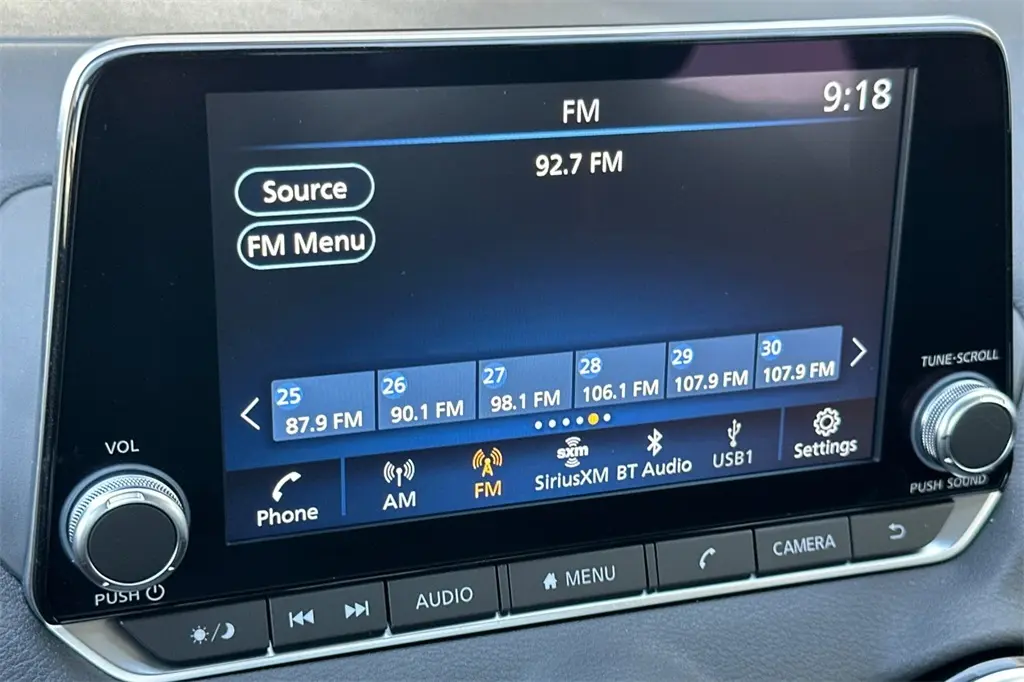 FM
9:18
92.7 FM
Source
FM Menu
25
87.9 FM
26
90.1 FM
27
98.1 FM
28
106.1 FM
29
107.9 FM
30
107.9 FM
Phone
AM
FM
sxm
SiriusXM
BT Audio
USB1
Settings
VOL
PUSH
TUNE·SCROLL
PUSH SOUND
AUDIO
MENU
CAMERA